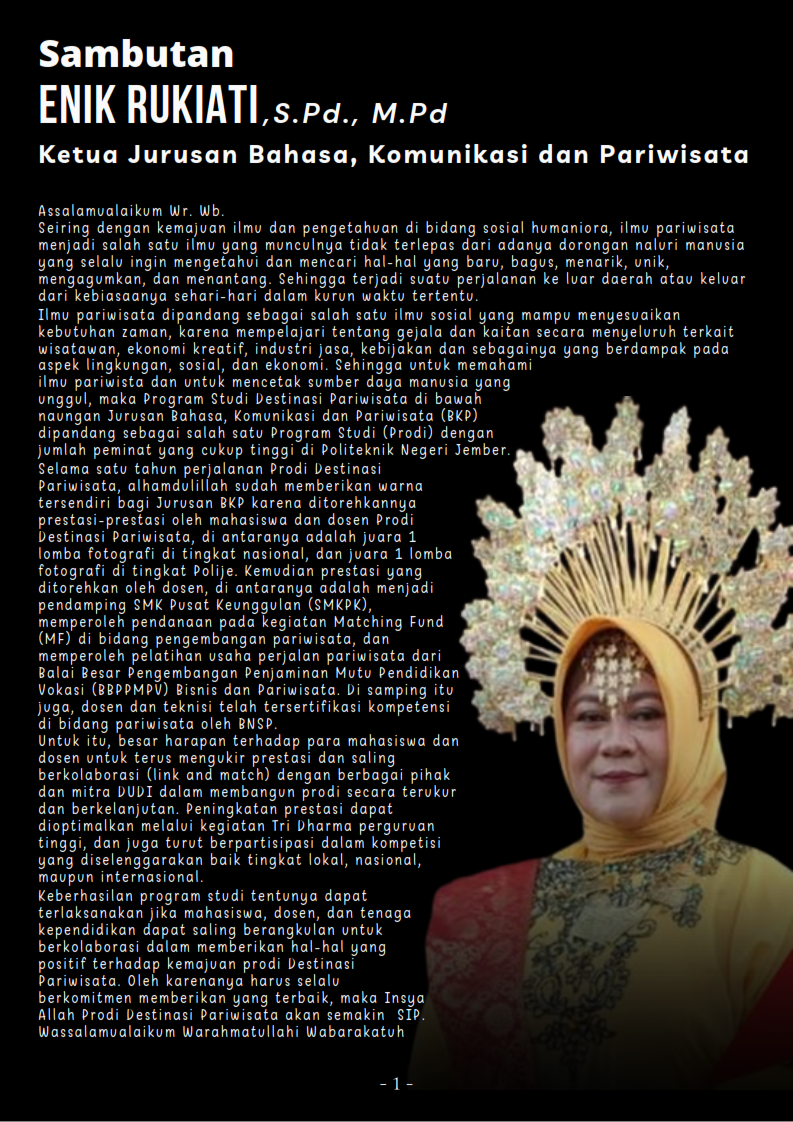 Sambutan
ENIK RUKIATI,S.Pd., M.Pd
Ketua Jurusan Bahasa, Komunikasi dan Pariwisata
Assalamualaikum Wr. Wb.
Seiring dengan kemajuan ilmu dan pengetahuan di bidang sosial humaniora, ilmu pariwisata
menjadi salah satu ilmu yang munculnya tidak terlepas dari adanya dorongan naluri manusia
yang selalu ingin mengetahui dan mencari hal-hal yang baru, bagus, menarik, unik,
mengagumkan, dan menantang. Sehingga terjadi suatu perjalanan ke luar daerah atau keluar
dari kebiasaanya sehari-hari dalam kurun waktu tertentu.
Ilmu pariwisata dipandang sebagai salah satu ilmu sosial yang mampu menyesuaikan
kebutuhan zaman, karena mempelajari tentang gejala dan kaitan secara menyeluruh terkait
wisatawan, ekonomi kreatif, industri jasa, kebijakan dan sebagainya yang berdampak pada
aspek lingkungan, sosial, dan ekonomi. Sehingga untuk memahami
ilmu pariwista dan untuk mencetak sumber daya manusia yang
unggul, maka Program Studi Destinasi Pariwisata di bawah
naungan Jurusan Bahasa, Komunikasi dan Pariwisata (BKP)
dipandang sebagai salah satu Program Studi (Prodi) dengan
jumlah peminat yang cukup tinggi di Politeknik Negeri Jember.
Selama satu tahun perjalanan Prodi Destinasi
Pariwisata, alhamdulillah sudah memberikan warna
tersendiri bagi Jurusan BKP karena ditorehkannya
prestasi-prestasi oleh mahasiswa dan dosen Prodi
Destinasi Pariwisata, di antaranya adalah juara 1
lomba fotografi di tingkat nasional, dan juara 1 lomba
fotografi di tingkat Polije. Kemudian prestasi yang
ditorehkan oleh dosen, di antaranya adalah menjadi
pendamping SMK Pusat Keunggulan (SMKPK),
memperoleh pendanaan pada kegiatan Matching Fund
(MF) di bidang pengembangan pariwisata, dan
memperoleh pelatihan usaha perjalan pariwisata dari
Balai Besar Pengembangan Penjaminan Mutu Pendidikan
Vokasi (BBPPMPV) Bisnis dan Pariwisata. Di samping itu
juga, dosen dan teknisi telah tersertifikasi kompetensi
di bidang pariwisata oleh BNSP.
Untuk itu, besar harapan terhadap para mahasiswa dan
dosen untuk terus mengukir prestasi dan saling
berkolaborasi (link and match) dengan berbagai pihak
dan mitra DUDI dalam membangun prodi secara terukur
dan berkelanjutan. Peningkatan prestasi dapat
dioptimalkan melalui kegiatan Tri Dharma perguruan
tinggi, dan juga turut berpartisipasi dalam kompetisi
yang diselenggarakan baik tingkat lokal, nasional,
maupun internasional.
Keberhasilan program studi tentunya dapat
terlaksanakan jika mahasiswa, dosen, dan tenaga
kependidikan dapat saling berangkulan untuk
berkolaborasi dalam memberikan hal-hal yang
positif terhadap kemajuan prodi Destinasi
Pariwisata. Oleh karenanya harus selalu
berkomitmen memberikan yang terbaik, maka Insya
Allah Prodi Destinasi Pariwisata akan semakin SIP.
Wassalamualaikum Warahmatullahi Wabarakatuh
- 1 -